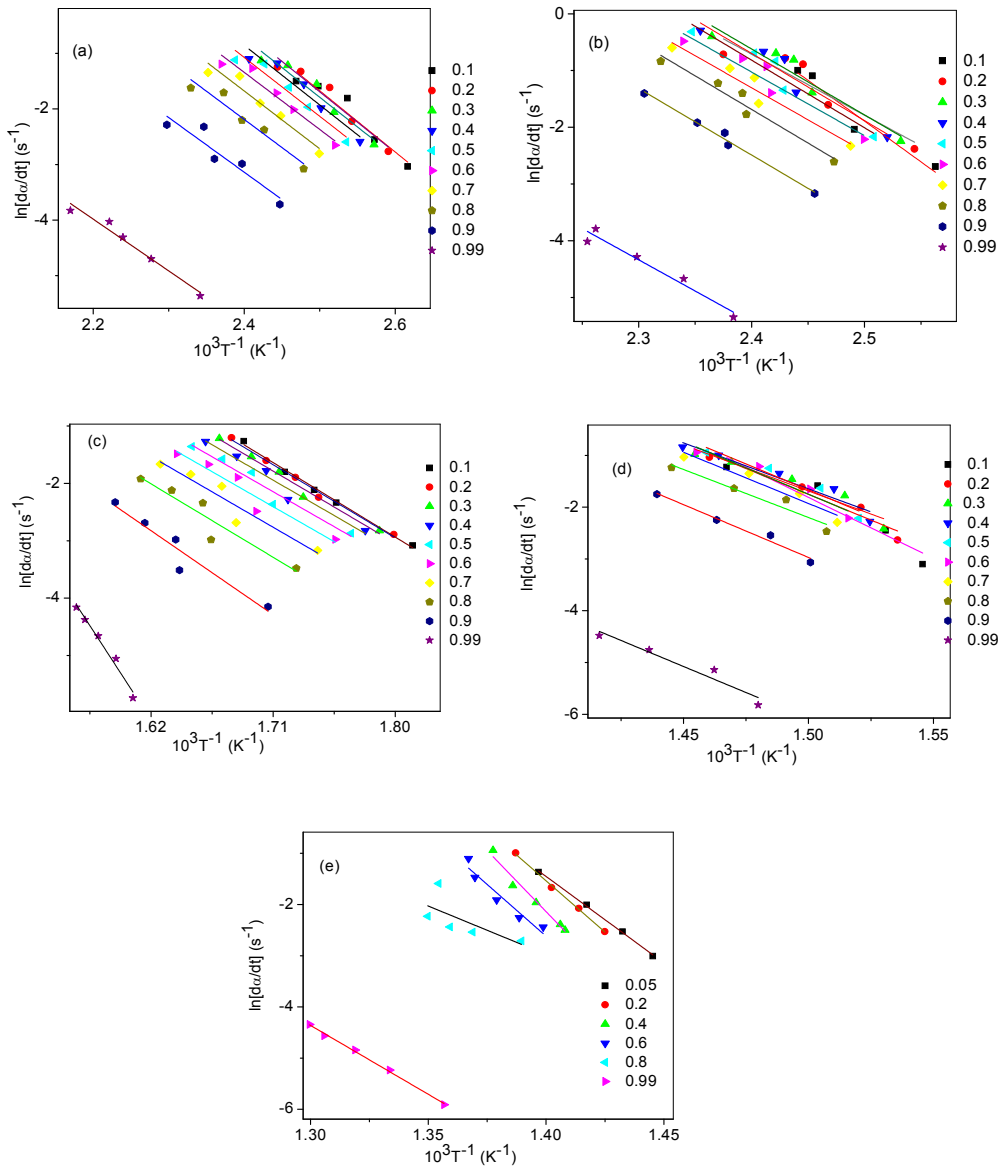 (a)
ln[dα/dt] (s⁻¹)
-2
-4
2.2 2.4 2.6
10³T⁻¹ (K⁻¹)
0.1
0.2
0.3
0.4
0.5
0.6
0.7
0.8
0.9
0.99
(b)
ln[dα/dt] (s⁻¹)
0
-2
-4
2.3 2.4 2.5
10³T⁻¹ (K⁻¹)
0.1
0.2
0.3
0.4
0.5
0.6
0.7
0.8
0.9
0.99
(c)
ln[dα/dt] (s⁻¹)
-2
-4
1.62 1.71 1.80
10³T⁻¹ (K⁻¹)
0.1
0.2
0.3
0.4
0.5
0.6
0.7
0.8
0.9
0.99
(d)
ln[dα/dt] (s⁻¹)
-2
-4
-6
1.45 1.50 1.55
10³T⁻¹ (K⁻¹)
0.1
0.2
0.3
0.4
0.5
0.6
0.7
0.8
0.9
0.99
(e)
ln[dα/dt] (s⁻¹)
-2
-4
-6
1.30 1.35 1.40 1.45
10³T⁻¹ (K⁻¹)
0.05
0.2
0.4
0.6
0.8
0.99